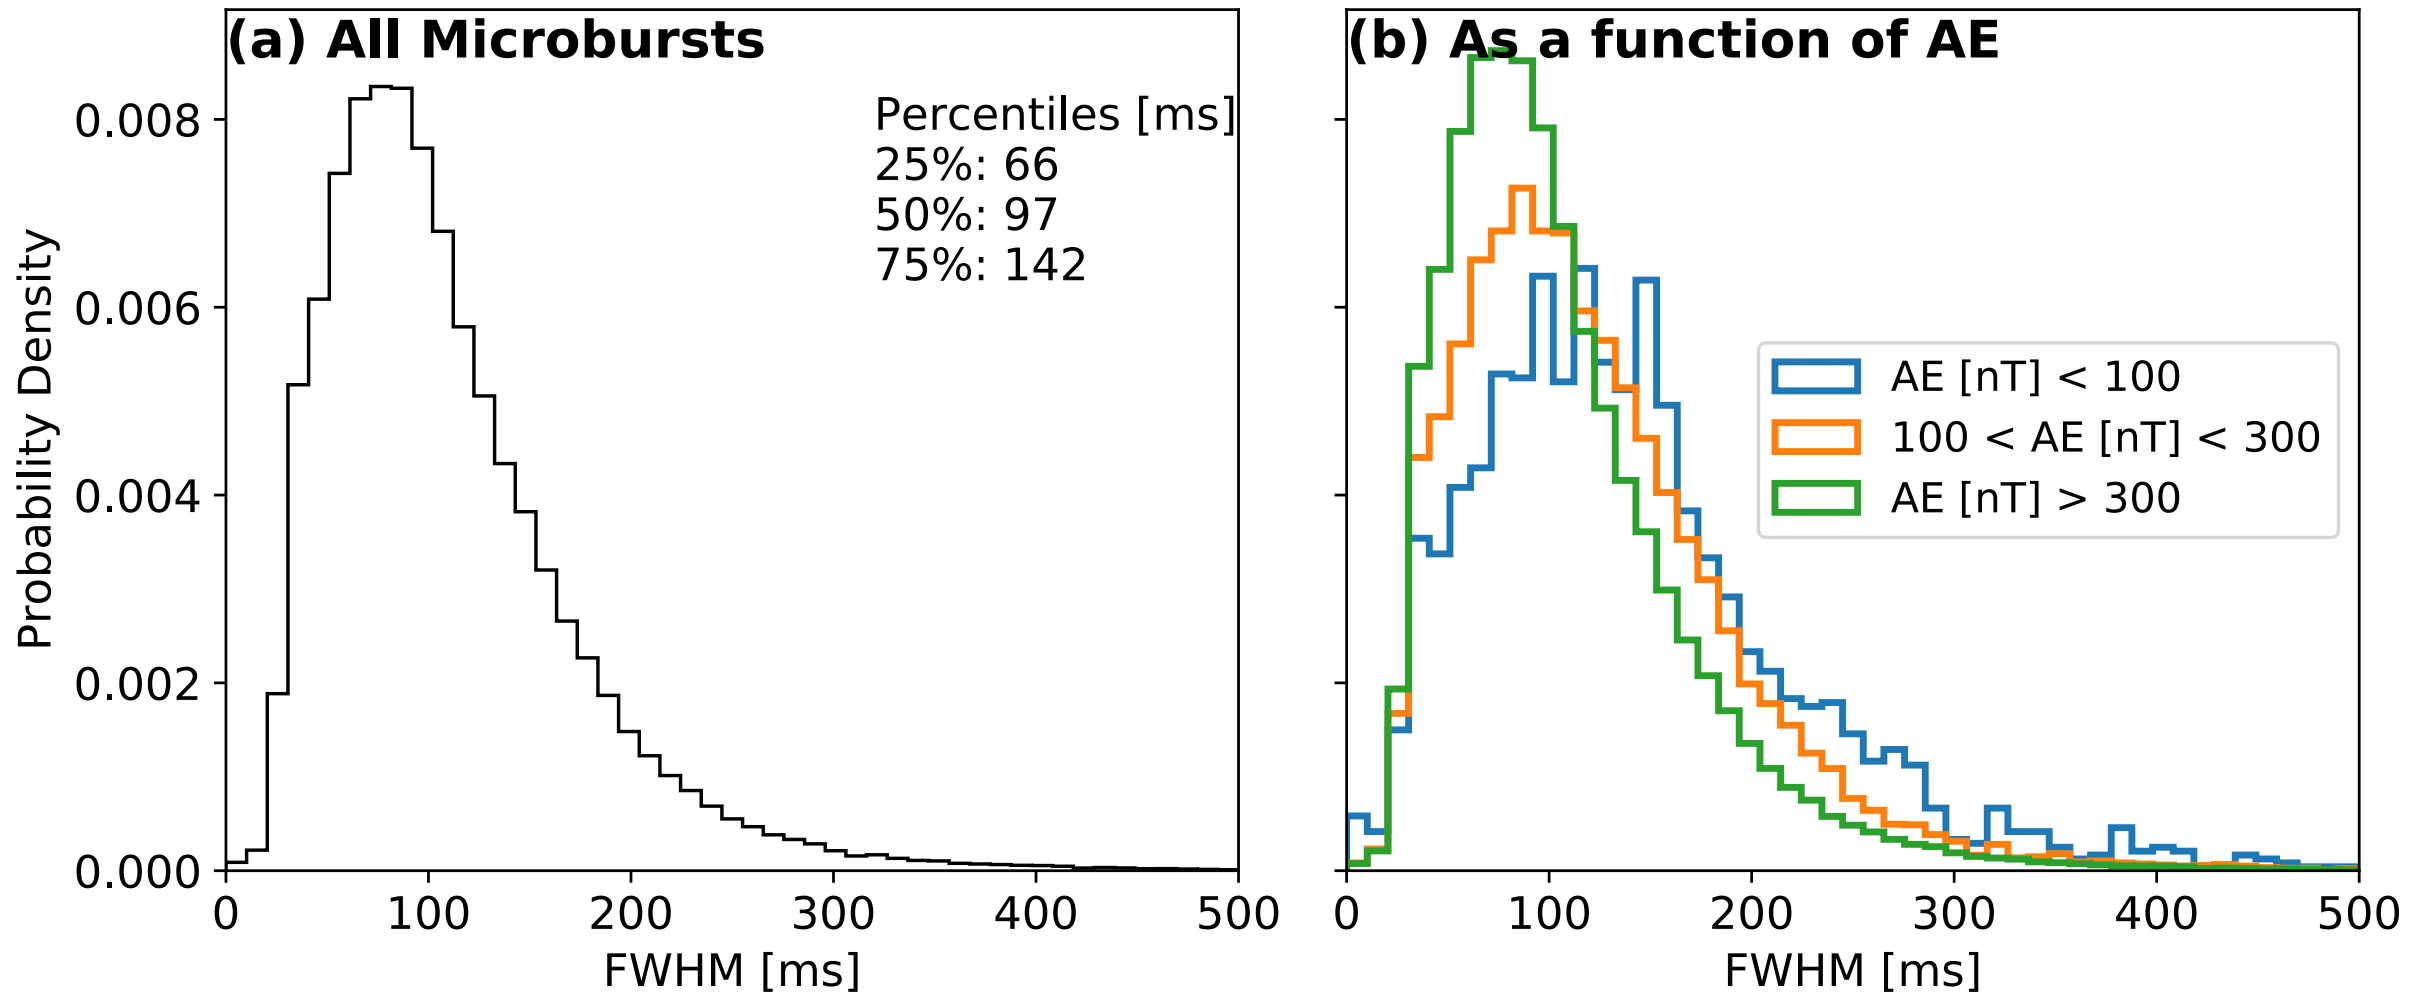 (a) All Microbursts
Percentiles [ms]
25%: 66
50%: 97
75%: 142
Probability Density
0.008
0.006
0.004
0.002
0.000
0 100 200 300 400 500
FWHM [ms]
(b) As a function of AE
AE [nT] < 100
100 < AE [nT] < 300
AE [nT] > 300
0 100 200 300 400 500
FWHM [ms]